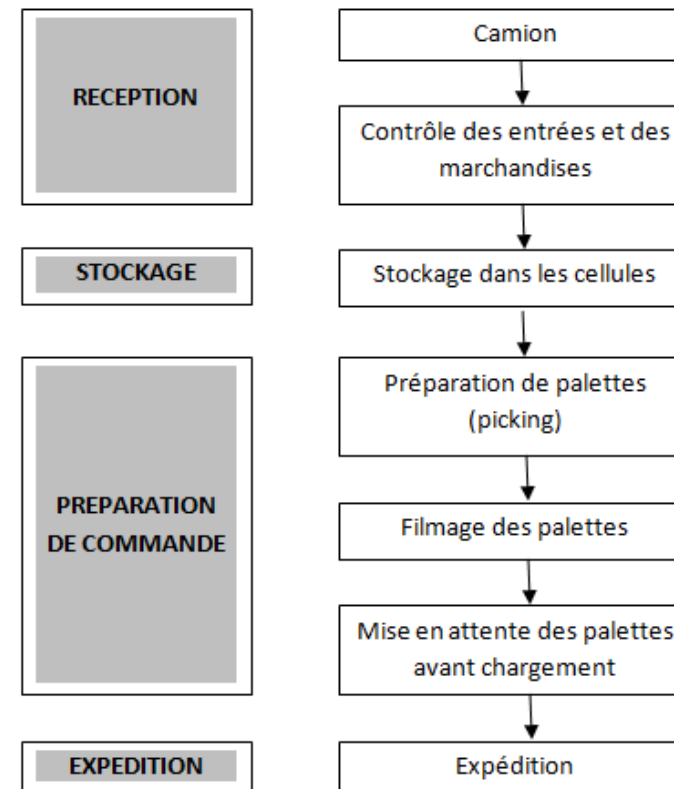 RECEPTION
Camion
Contrôle des entrées et des
marchandises
STOCKAGE
Stockage dans les cellules
PREPARATION
DE COMMANDE
Préparation de palettes
(picking)
Filmage des palettes
Mise en attente des palettes
avant chargement
EXPEDITION
Expédition